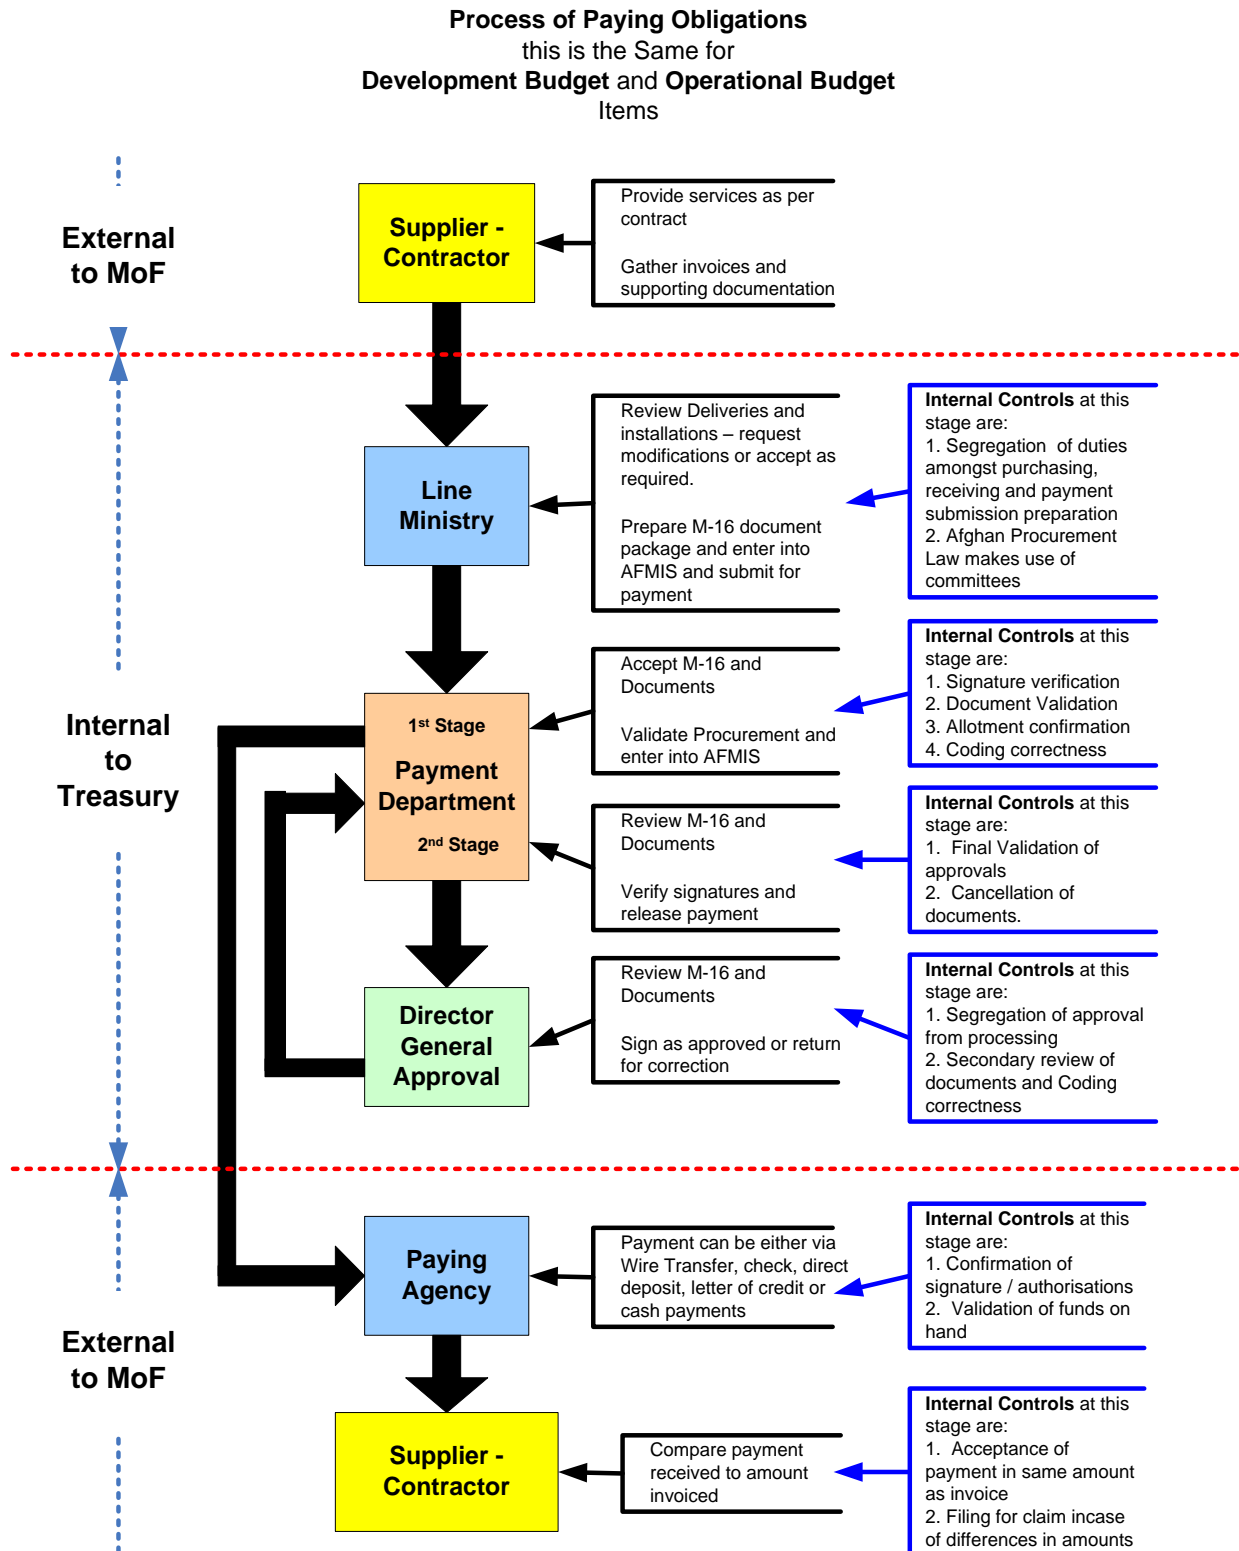 Process of Paying Obligations
this is the Same for
Development Budget and Operational Budget
Items
External
to MoF
Supplier -
Contractor
Provide services as per
contract
Gather invoices and
supporting documentation
Internal
to
Treasury
Line
Ministry
Review Deliveries and
installations – request
modifications or accept as
required.
Prepare M-16 document
package and enter into
AFMIS and submit for
payment
Internal Controls at this
stage are:
1. Segregation of duties
amongst purchasing,
receiving and payment
submission preparation
2. Afghan Procurement
Law makes use of
committees
1st Stage
Payment
Department
2nd Stage
Accept M-16 and
Documents
Validate Procurement and
enter into AFMIS
Internal Controls at this
stage are:
1. Signature verification
2. Document Validation
3. Allotment confirmation
4. Coding correctness
Review M-16 and
Documents
Verify signatures and
release payment
Internal Controls at this
stage are:
1. Final Validation of
approvals
2. Cancellation of
documents.
Director
General
Approval
Review M-16 and
Documents
Sign as approved or return
for correction
Internal Controls at this
stage are:
1. Segregation of approval
from processing
2. Secondary review of
documents and Coding
correctness
External
to MoF
Paying
Agency
Payment can be either via
Wire Transfer, check, direct
deposit, letter of credit or
cash payments
Internal Controls at this
stage are:
1. Confirmation of
signature / authorisations
2. Validation of funds on
hand
Supplier -
Contractor
Compare payment
received to amount
invoiced
Internal Controls at this
stage are:
1. Acceptance of
payment in same amount
as invoice
2. Filing for claim incase
of differences in amounts